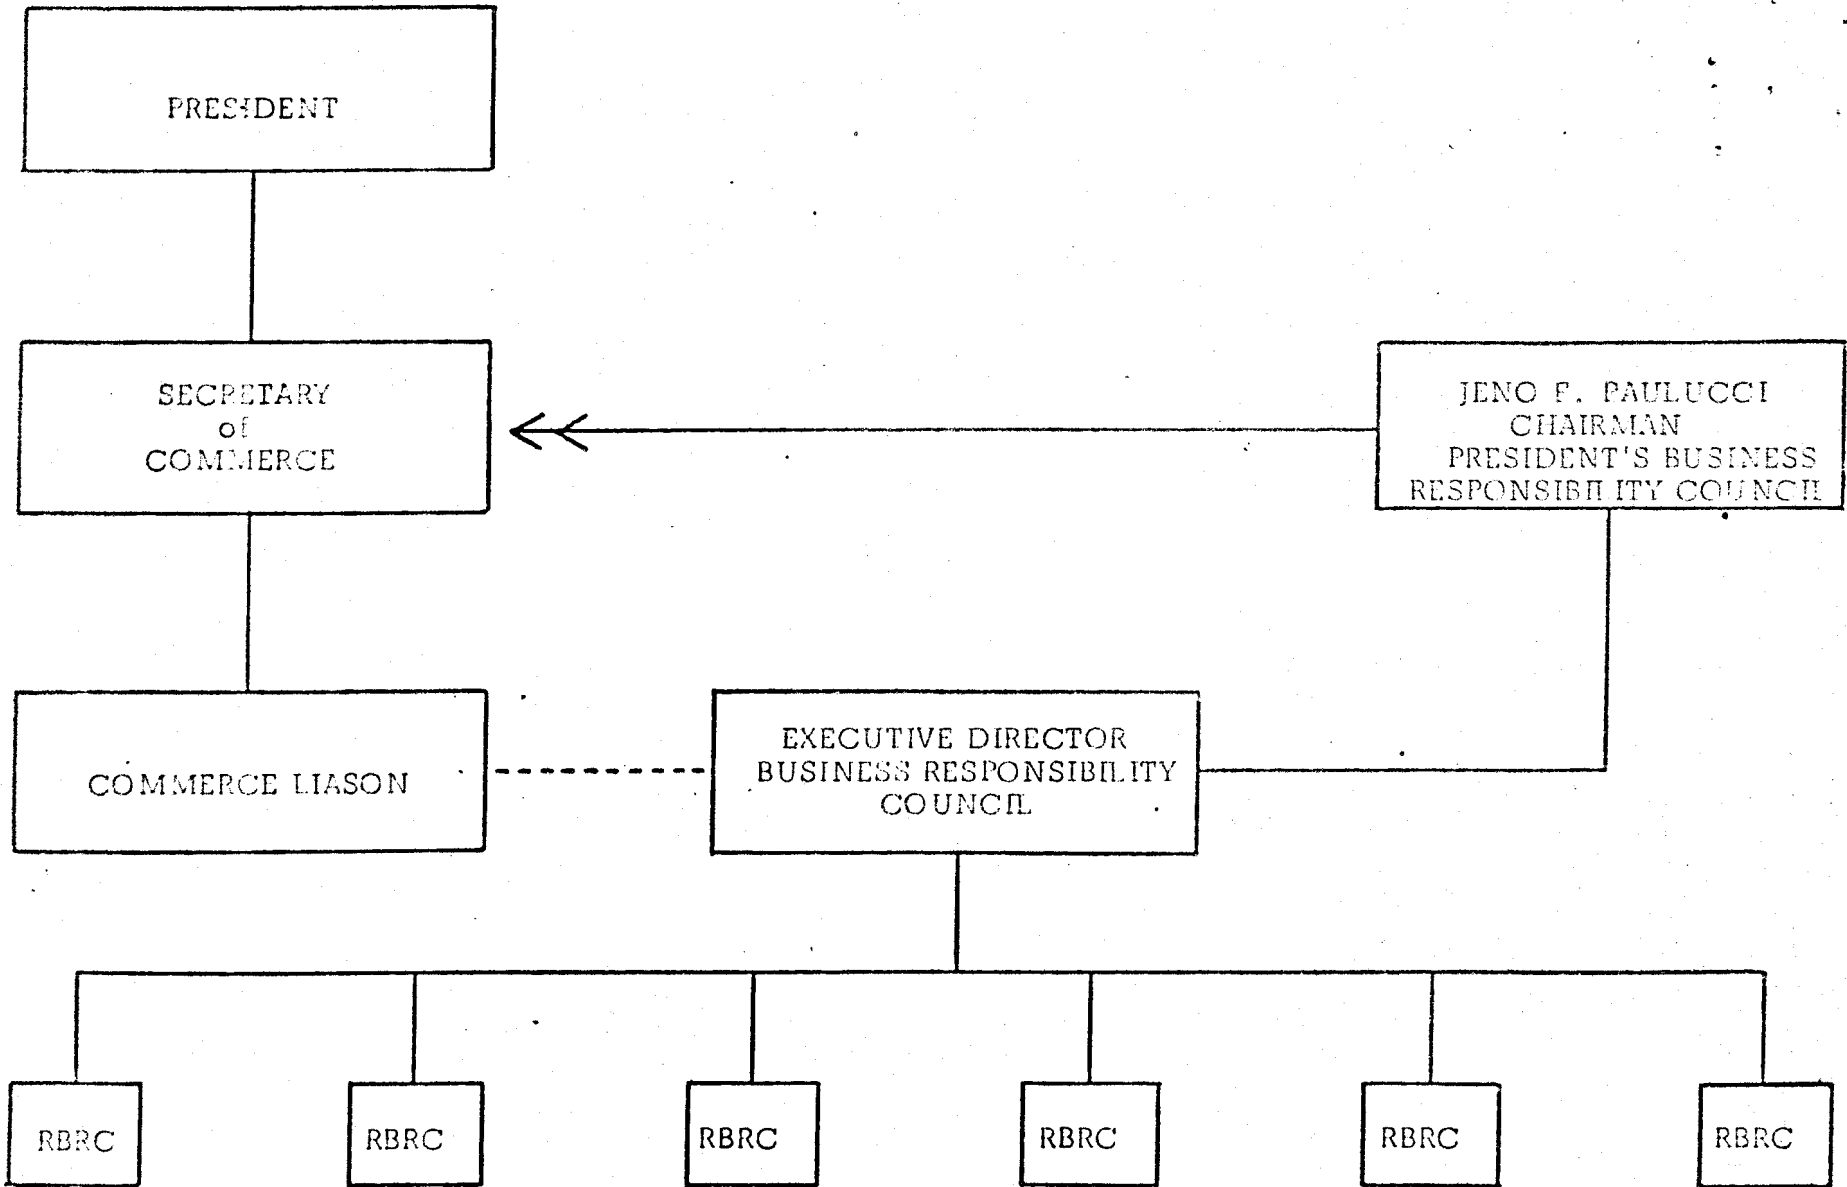 PRESIDENT
SECRETARY
of
COMMERCE
JENO F. PAULUCCI
CHAIRMAN
PRESIDENT'S BUSINESS
RESPONSIBILITY COUNCIL
COMMERCE LIASON
EXECUTIVE DIRECTOR
BUSINESS RESPONSIBILITY
COUNCIL
RBRC
RBRC
RBRC
RBRC
RBRC
RBRC